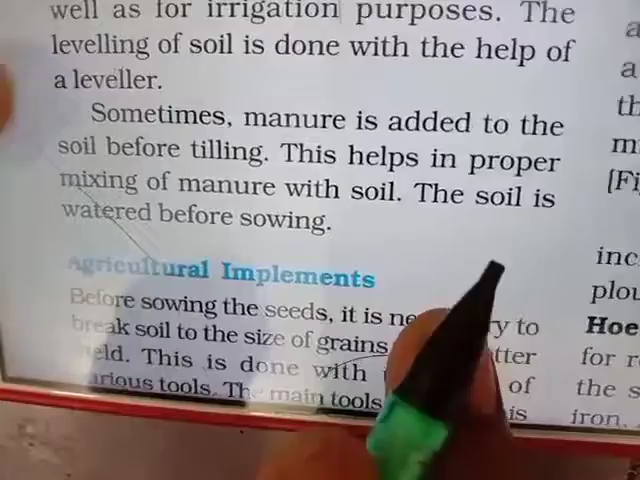 well as for irrigation purposes. The
levelling of soil is done with the help of
a leveller.
Sometimes, manure is added to the
soil before tilling. This helps in proper
mixing of manure with soil. The soil is
watered before sowing.
Agricultural Implements
Before sowing the seeds, it is ne ry to
break soil to the size of grains tter
eld. This is done with of
arious tools. The main tools is
a
a
th
m
[Fi
inc
plou
Hoe
for r
the s
iron.